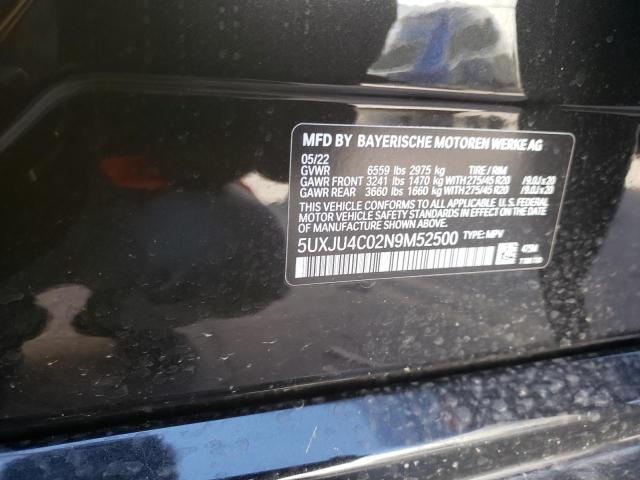 MFD BY BAYERISCHE MOTOREN WERKE AG
05/22
GVWR 6559 lbs 2975 kg TIRE / RIM
GAWR FRONT 3241 lbs 1470 kg WITH 275/45 R20 / 9.0J x 20
GAWR REAR 3660 lbs 1660 kg WITH 275/45 R20 / 9.0J x 20
THIS VEHICLE CONFORMS TO ALL APPLICABLE U.S. FEDERAL
MOTOR VEHICLE SAFETY STANDARDS IN EFFECT ON THE DATE OF
MANUFACTURE SHOWN ABOVE.
5UXJU4C02N9M52500 TYPE: MPV
475M